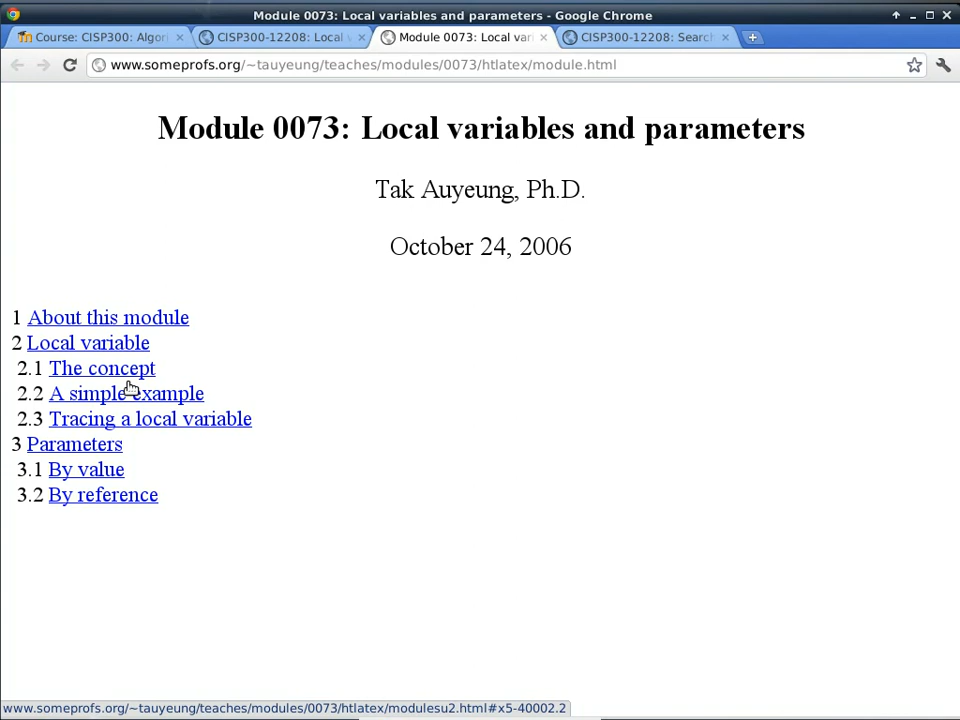 Module 0073: Local variables and parameters - Google Chrome
Course: CISP300: Algori
CISP300-12208: Local v
Module 0073: Local vari
CISP300-12208: Search
www.someprofs.org/~tauyeung/teaches/modules/0073/htlatex/module.html
Module 0073: Local variables and parameters
Tak Auyeung, Ph.D.
October 24, 2006
1 About this module
2 Local variable
2.1 The concept
2.2 A simple example
2.3 Tracing a local variable
3 Parameters
3.1 By value
3.2 By reference
www.someprofs.org/~tauyeung/teaches/modules/0073/htlatex/modulesu2.html#x5-40002.2